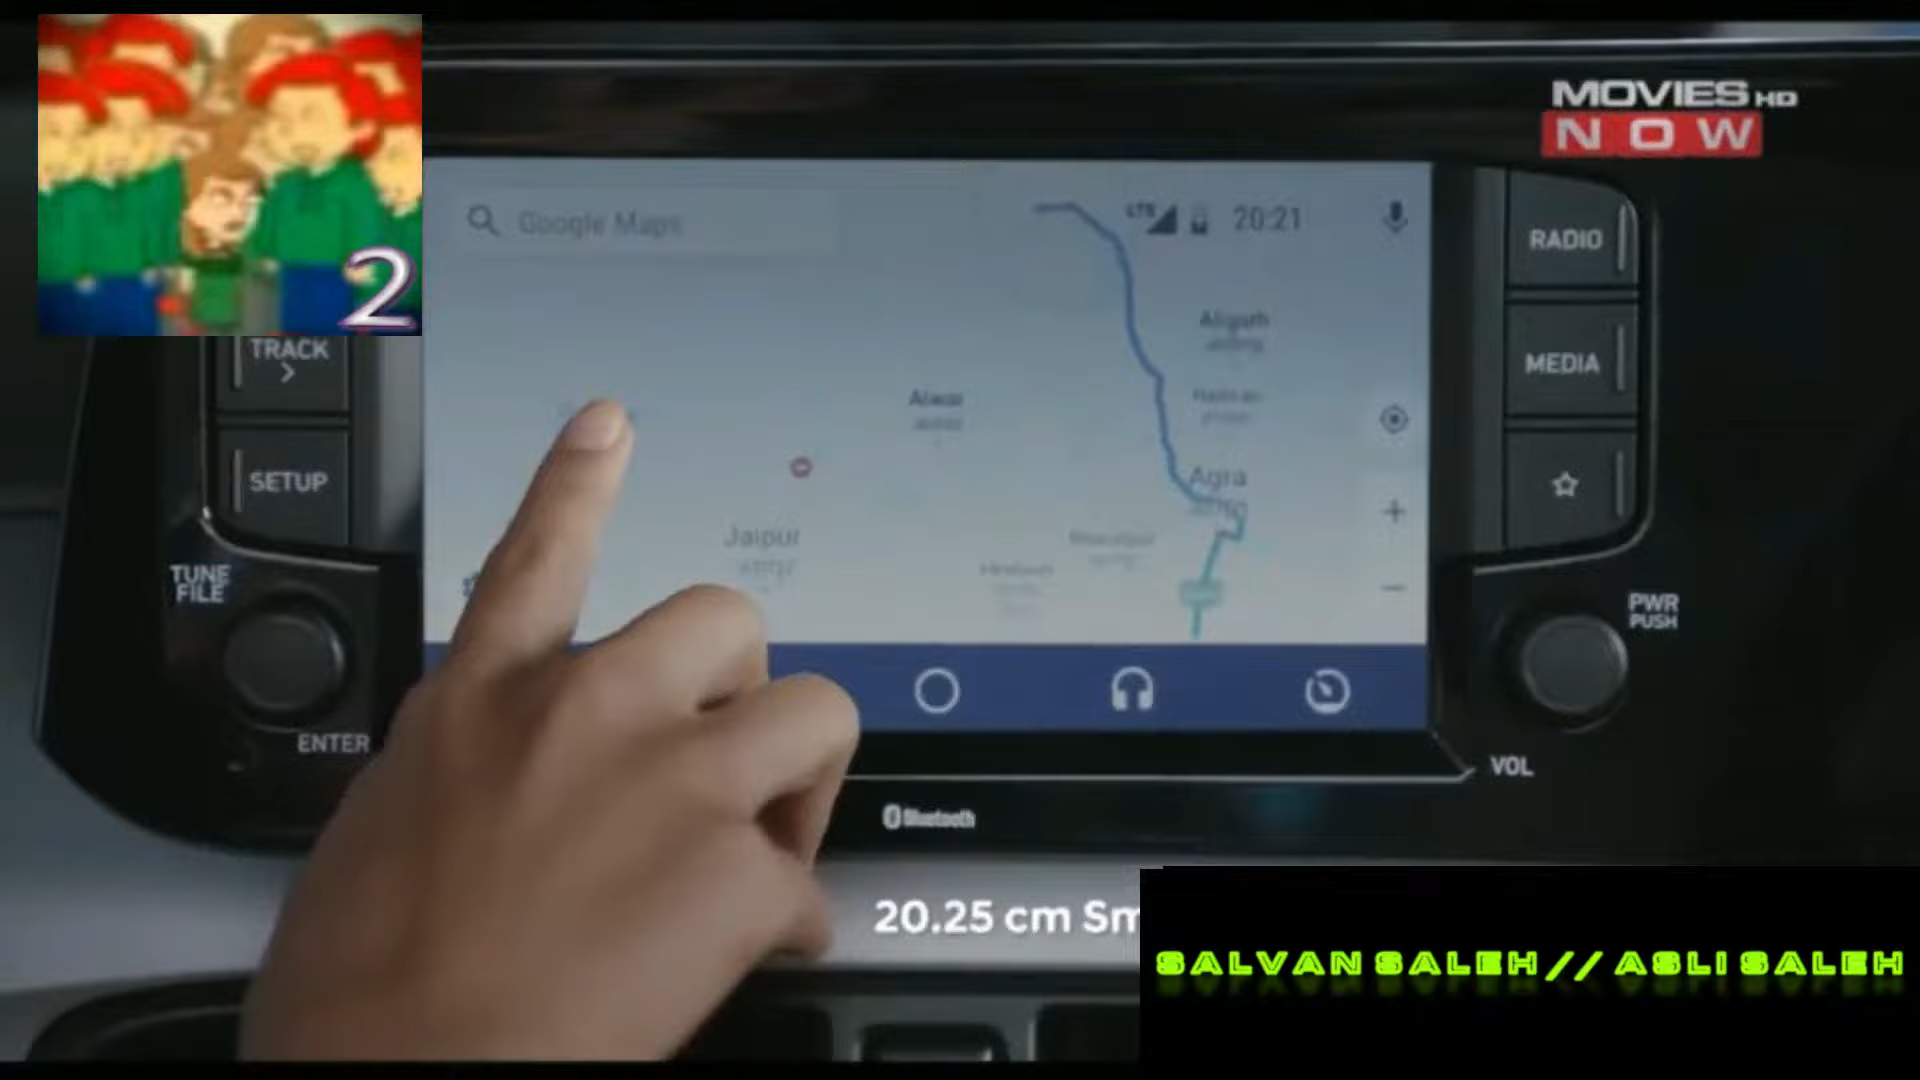 MOVIES HD
NOW
2
Google Maps
LTE 20:21
RADIO
Aligarh
TRACK
MEDIA
Agra
SETUP
Jaipur
TUNE
FILE
PWR
PUSH
ENTER
VOL
Bluetooth
20.25 cm Sm
SALVAN SALEH // ASLI SALEH